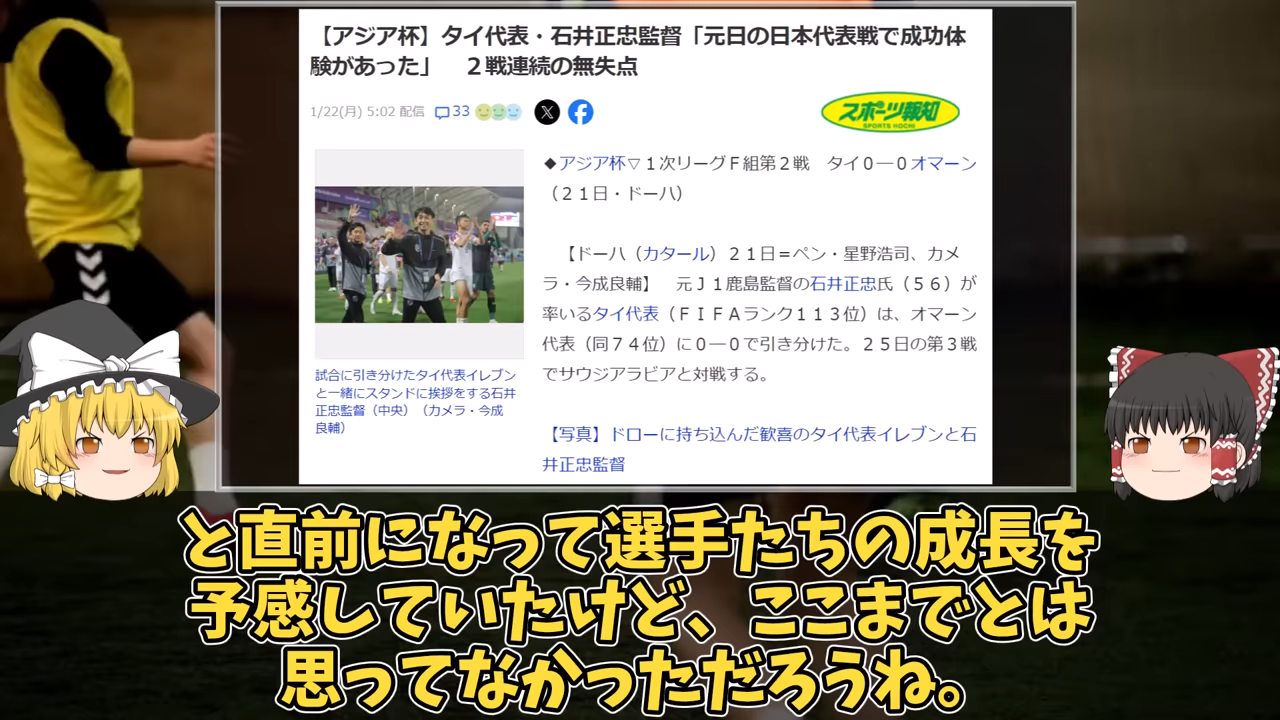 【アジア杯】タイ代表・石井正忠監督「元日の日本代表戦で成功体
験があった」　２戦連続の無失点
1/22(月) 5:02 配信 33
スポーツ報知
SPORTS HOCHI
試合に引き分けたタイ代表イレブン
と一緒にスタンドに挨拶をする石井
正忠監督（中央）（カメラ・今成
良輔）
◆アジア杯▽１次リーグＦ組第２戦　タイ０―０オマーン
（２１日・ドーハ）
【ドーハ（カタール）２１日＝ペン・星野浩司、カメ
ラ・今成良輔】　元Ｊ１鹿島監督の石井正忠氏（５６）が
率いるタイ代表（ＦＩＦＡランク１１３位）は、オマーン
代表（同７４位）に０―０で引き分けた。２５日の第３戦
でサウジアラビアと対戦する。
【写真】ドローに持ち込んだ歓喜のタイ代表イレブンと石
井正忠監督
と直前になって選手たちの成長を
予感していたけど、ここまでとは
思ってなかっただろうね。